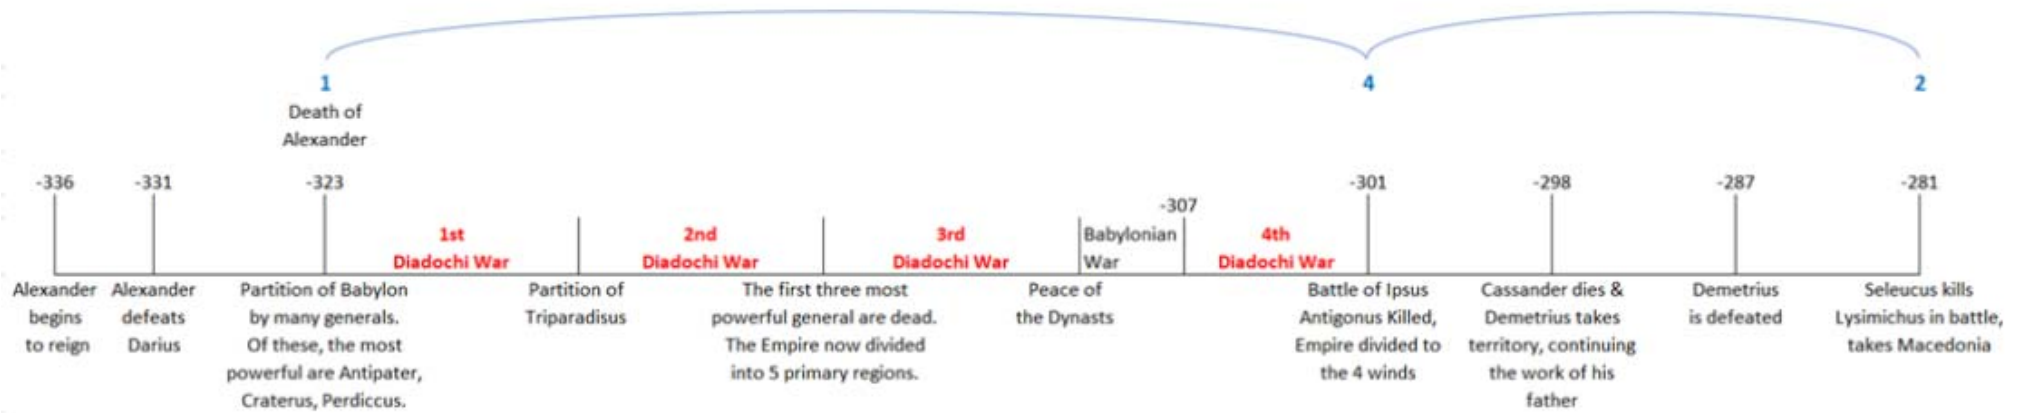 1
4
2
Death of
Alexander
-336
-331
-323
-307
-301
-298
-287
-281
1st
Diadochi War
2nd
Diadochi War
3rd
Diadochi War
Babylonian
War
4th
Diadochi War
Alexander
begins
to reign
Alexander
defeats
Darius
Partition of Babylon
by many generals.
Of these, the most
powerful are Antipater,
Craterus, Perdiccus.
Partition of
Triparadisus
The first three most
powerful general are dead.
The Empire now divided
into 5 primary regions.
Peace of
the Dynasts
Battle of Ipsus
Antigonus Killed,
Empire divided to
the 4 winds
Cassander dies &
Demetrius takes
territory, continuing
the work of his
father
Demetrius
is defeated
Seleucus kills
Lysimichus in battle,
takes Macedonia